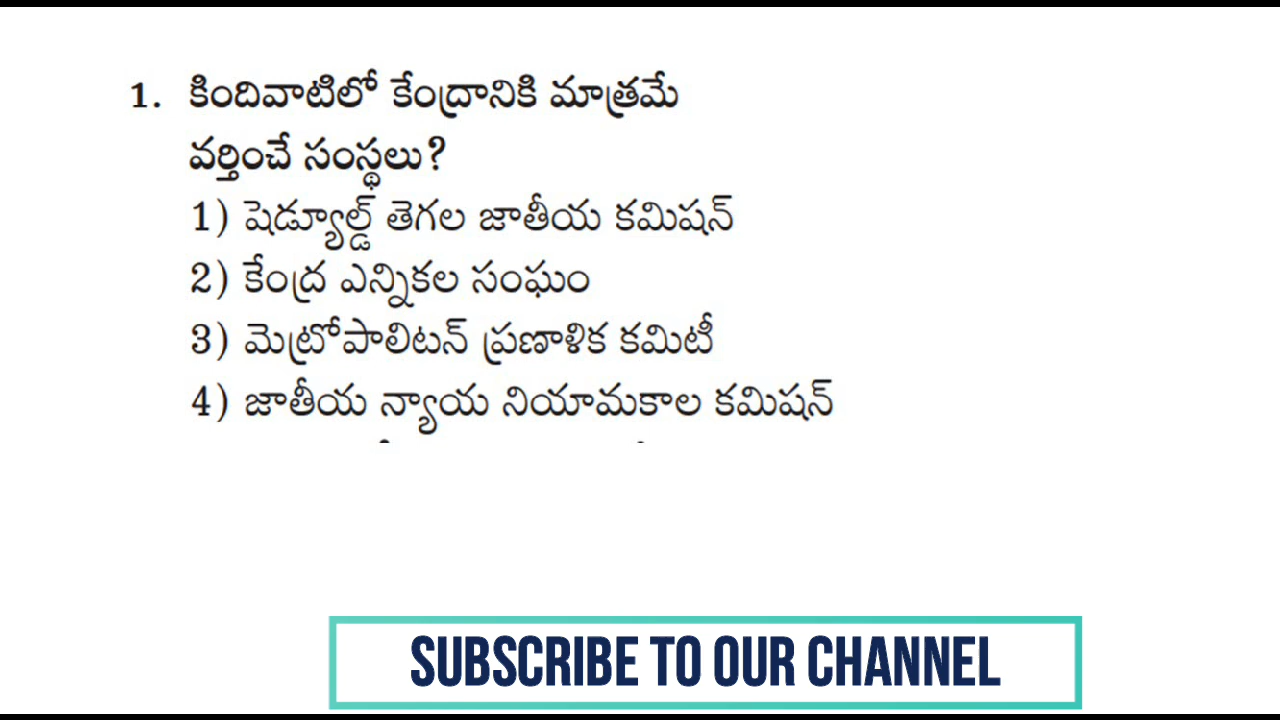 1. కిందివాటిలో కేంద్రానికి మాత్రమే
వర్తించే సంస్థలు?
1) షెడ్యూల్డ్ తెగల జాతీయ కమిషన్
2) కేంద్ర ఎన్నికల సంఘం
3) మెట్రోపాలిటన్ ప్రణాళిక కమిటీ
4) జాతీయ న్యాయ నియామకాల కమిషన్
SUBSCRIBE TO OUR CHANNEL